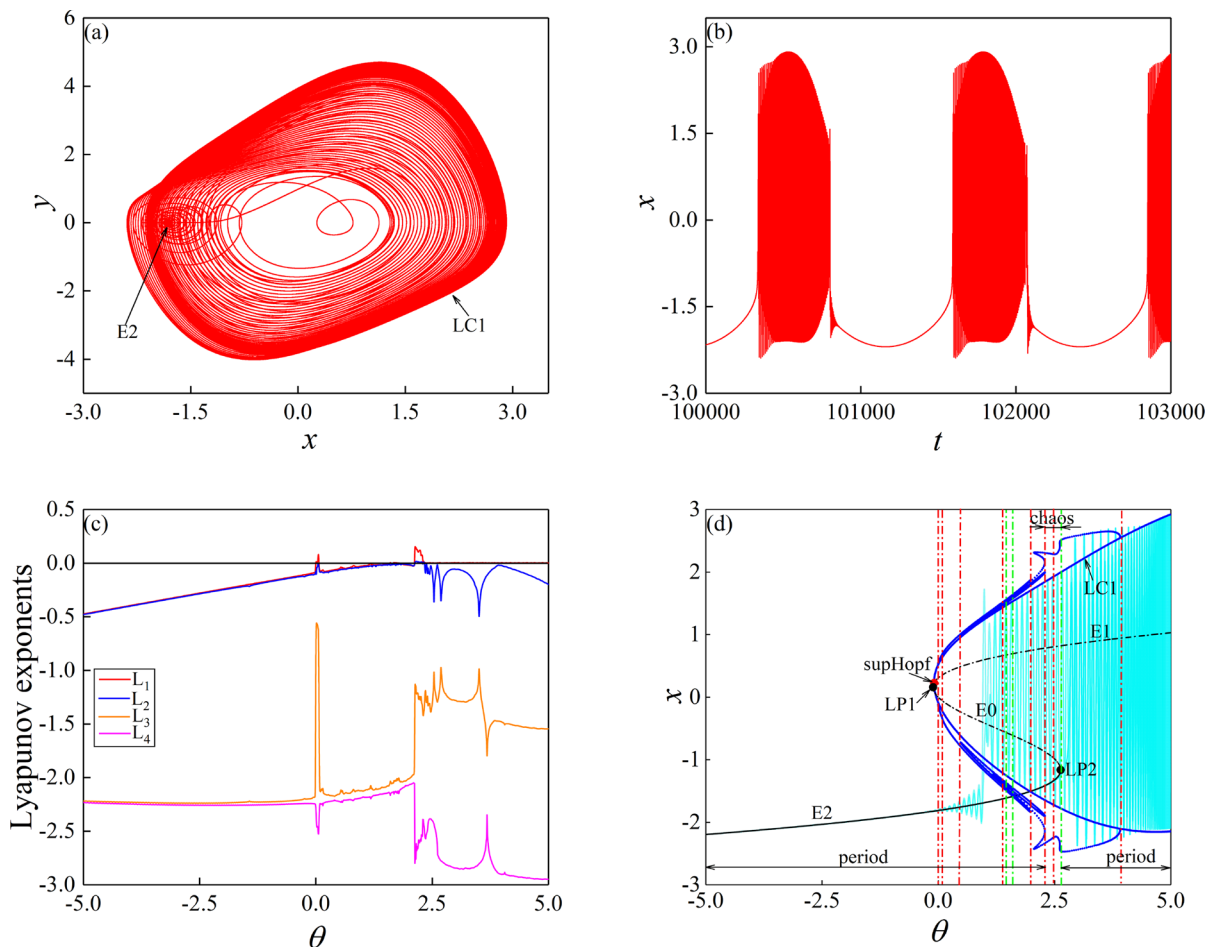 (a)
6
4
2
0
-2
-4
y
-3.0 -1.5 0.0 1.5 3.0
x
E2
LC1
(b)
3.0
1.5
0.0
-1.5
-3.0
x
100000 101000 102000 103000
t
(c)
0.5
0.0
-0.5
-1.0
-1.5
-2.0
-2.5
-3.0
Lyapunov exponents
L1
L2
L3
L4
-5.0 -2.5 0.0 2.5 5.0
θ
(d)
3
2
1
0
-1
-2
-3
x
chaos
LC1
E1
supHopf
LP1
E0
LP2
E2
period
period
-5.0 -2.5 0.0 2.5 5.0
θ